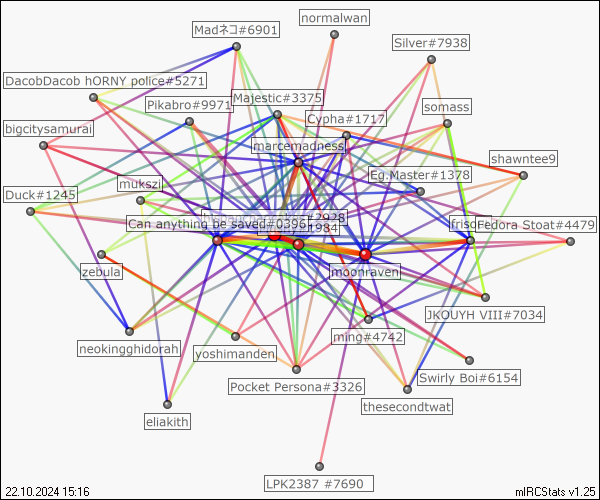 normalwan
Madネコ#6901
Silver#7938
DacobDacob hORNY police#5271
Majestic#3375
Pikabro#9971
somass
Cypha#1717
bigcitysamurai
marcemadness
shawntee9
Eg.Master#1378
mukszi
Duck#1245
#2928
Can anything be saved#0396
frisc
Fedora Stoat#4479
1984
zebula
moonraven
JKOUYH VIII#7034
ming#4742
neokingghidorah
yoshimanden
Swirly Boi#6154
Pocket Persona#3326
thesecondtwat
eliakith
LPK2387 #7690
22.10.2024 15:16
mIRCStats v1.25